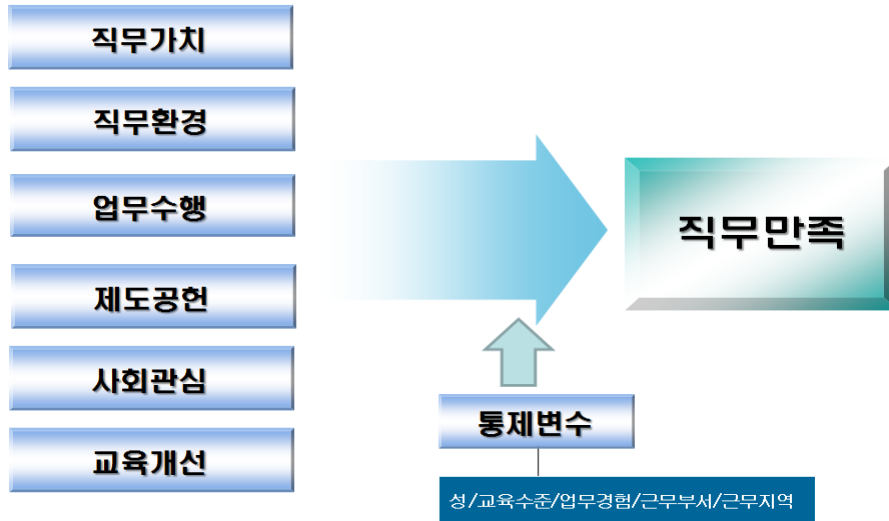 직무가치
직무환경
업무수행
제도공헌
사회관심
교육개선
직무만족
통제변수
성/교육수준/업무경험/근무부서/근무지역